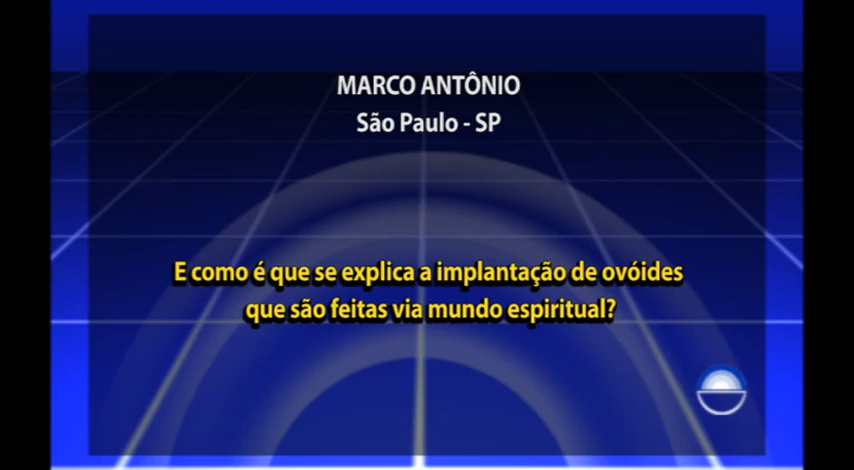 MARCO ANTÔNIO
São Paulo - SP
E como é que se explica a implantação de ovóides
que são feitas via mundo espiritual?